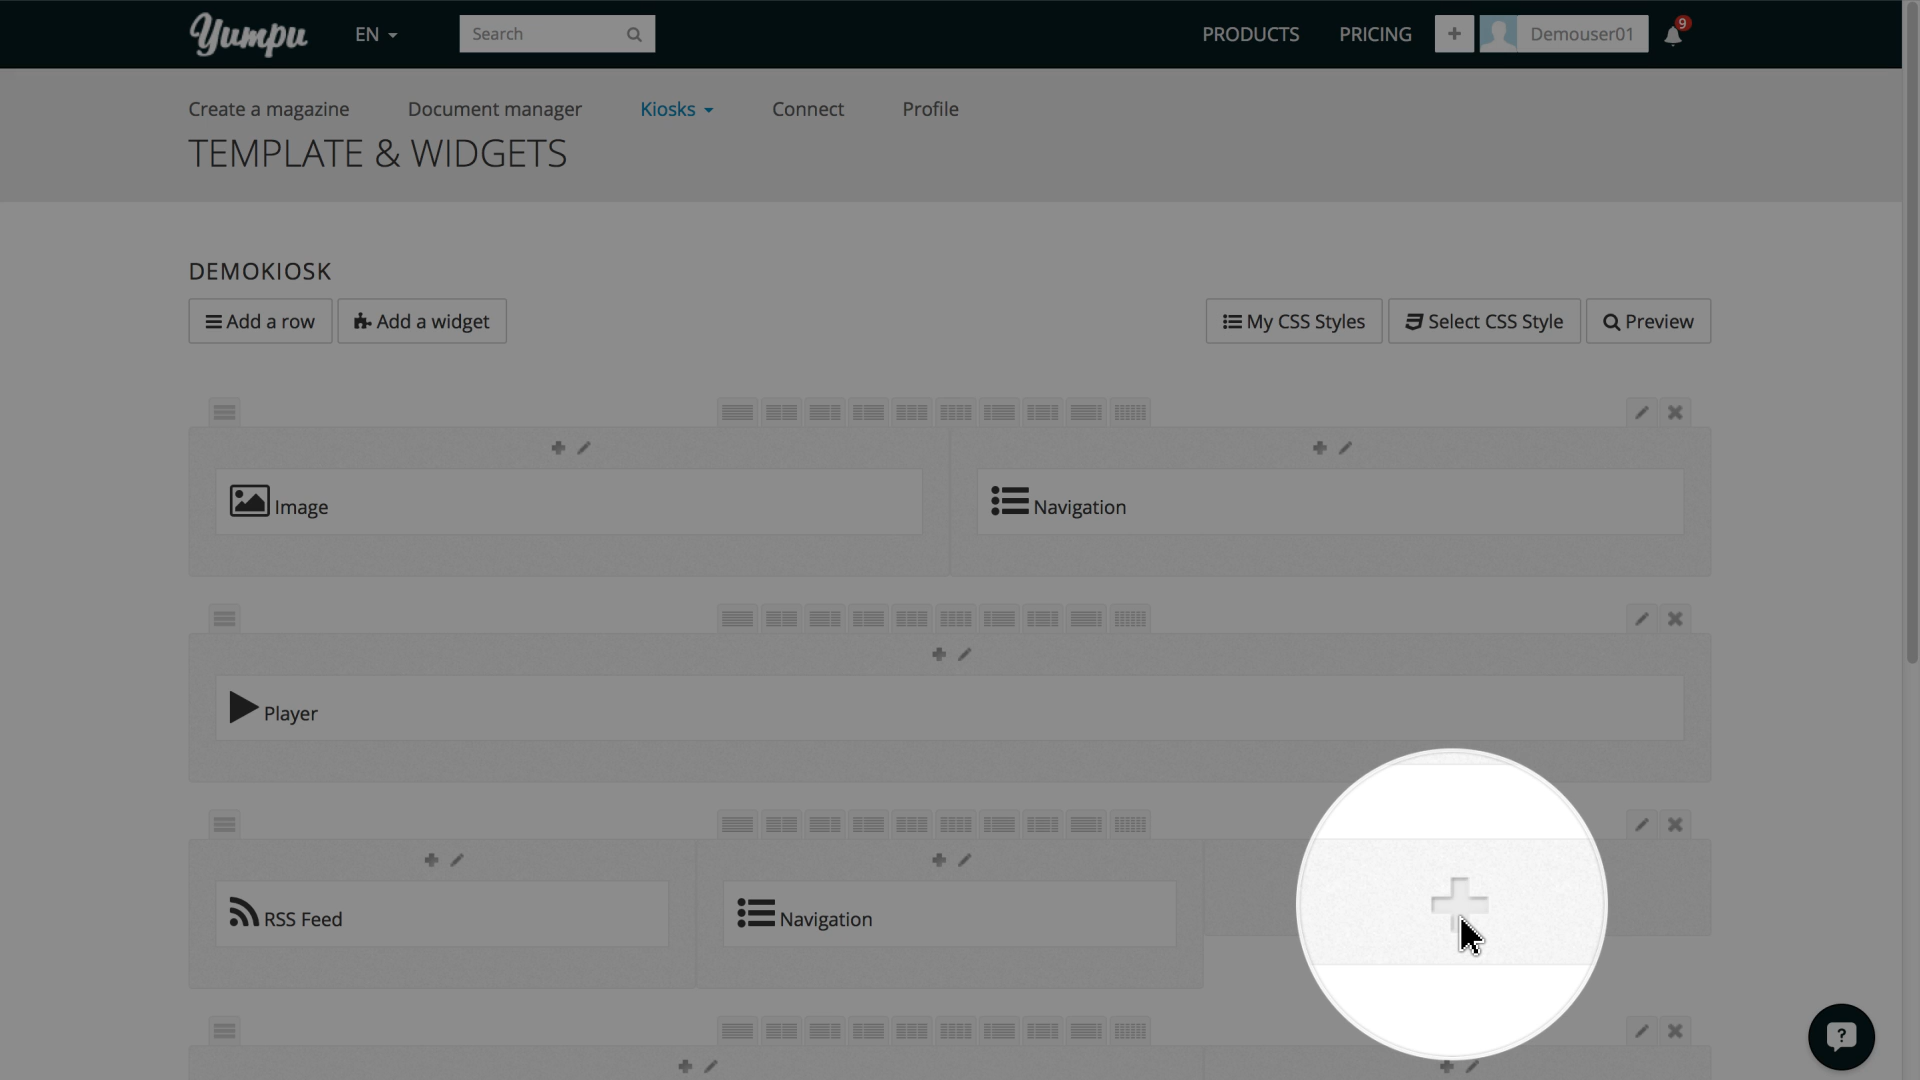 Yumpu EN Search PRODUCTS PRICING + Demouser01 9
Create a magazine Document manager Kiosks Connect Profile
TEMPLATE & WIDGETS
DEMOKIOSK
Add a row Add a widget My CSS Styles Select CSS Style Preview
Image Navigation
Player
RSS Feed Navigation
?